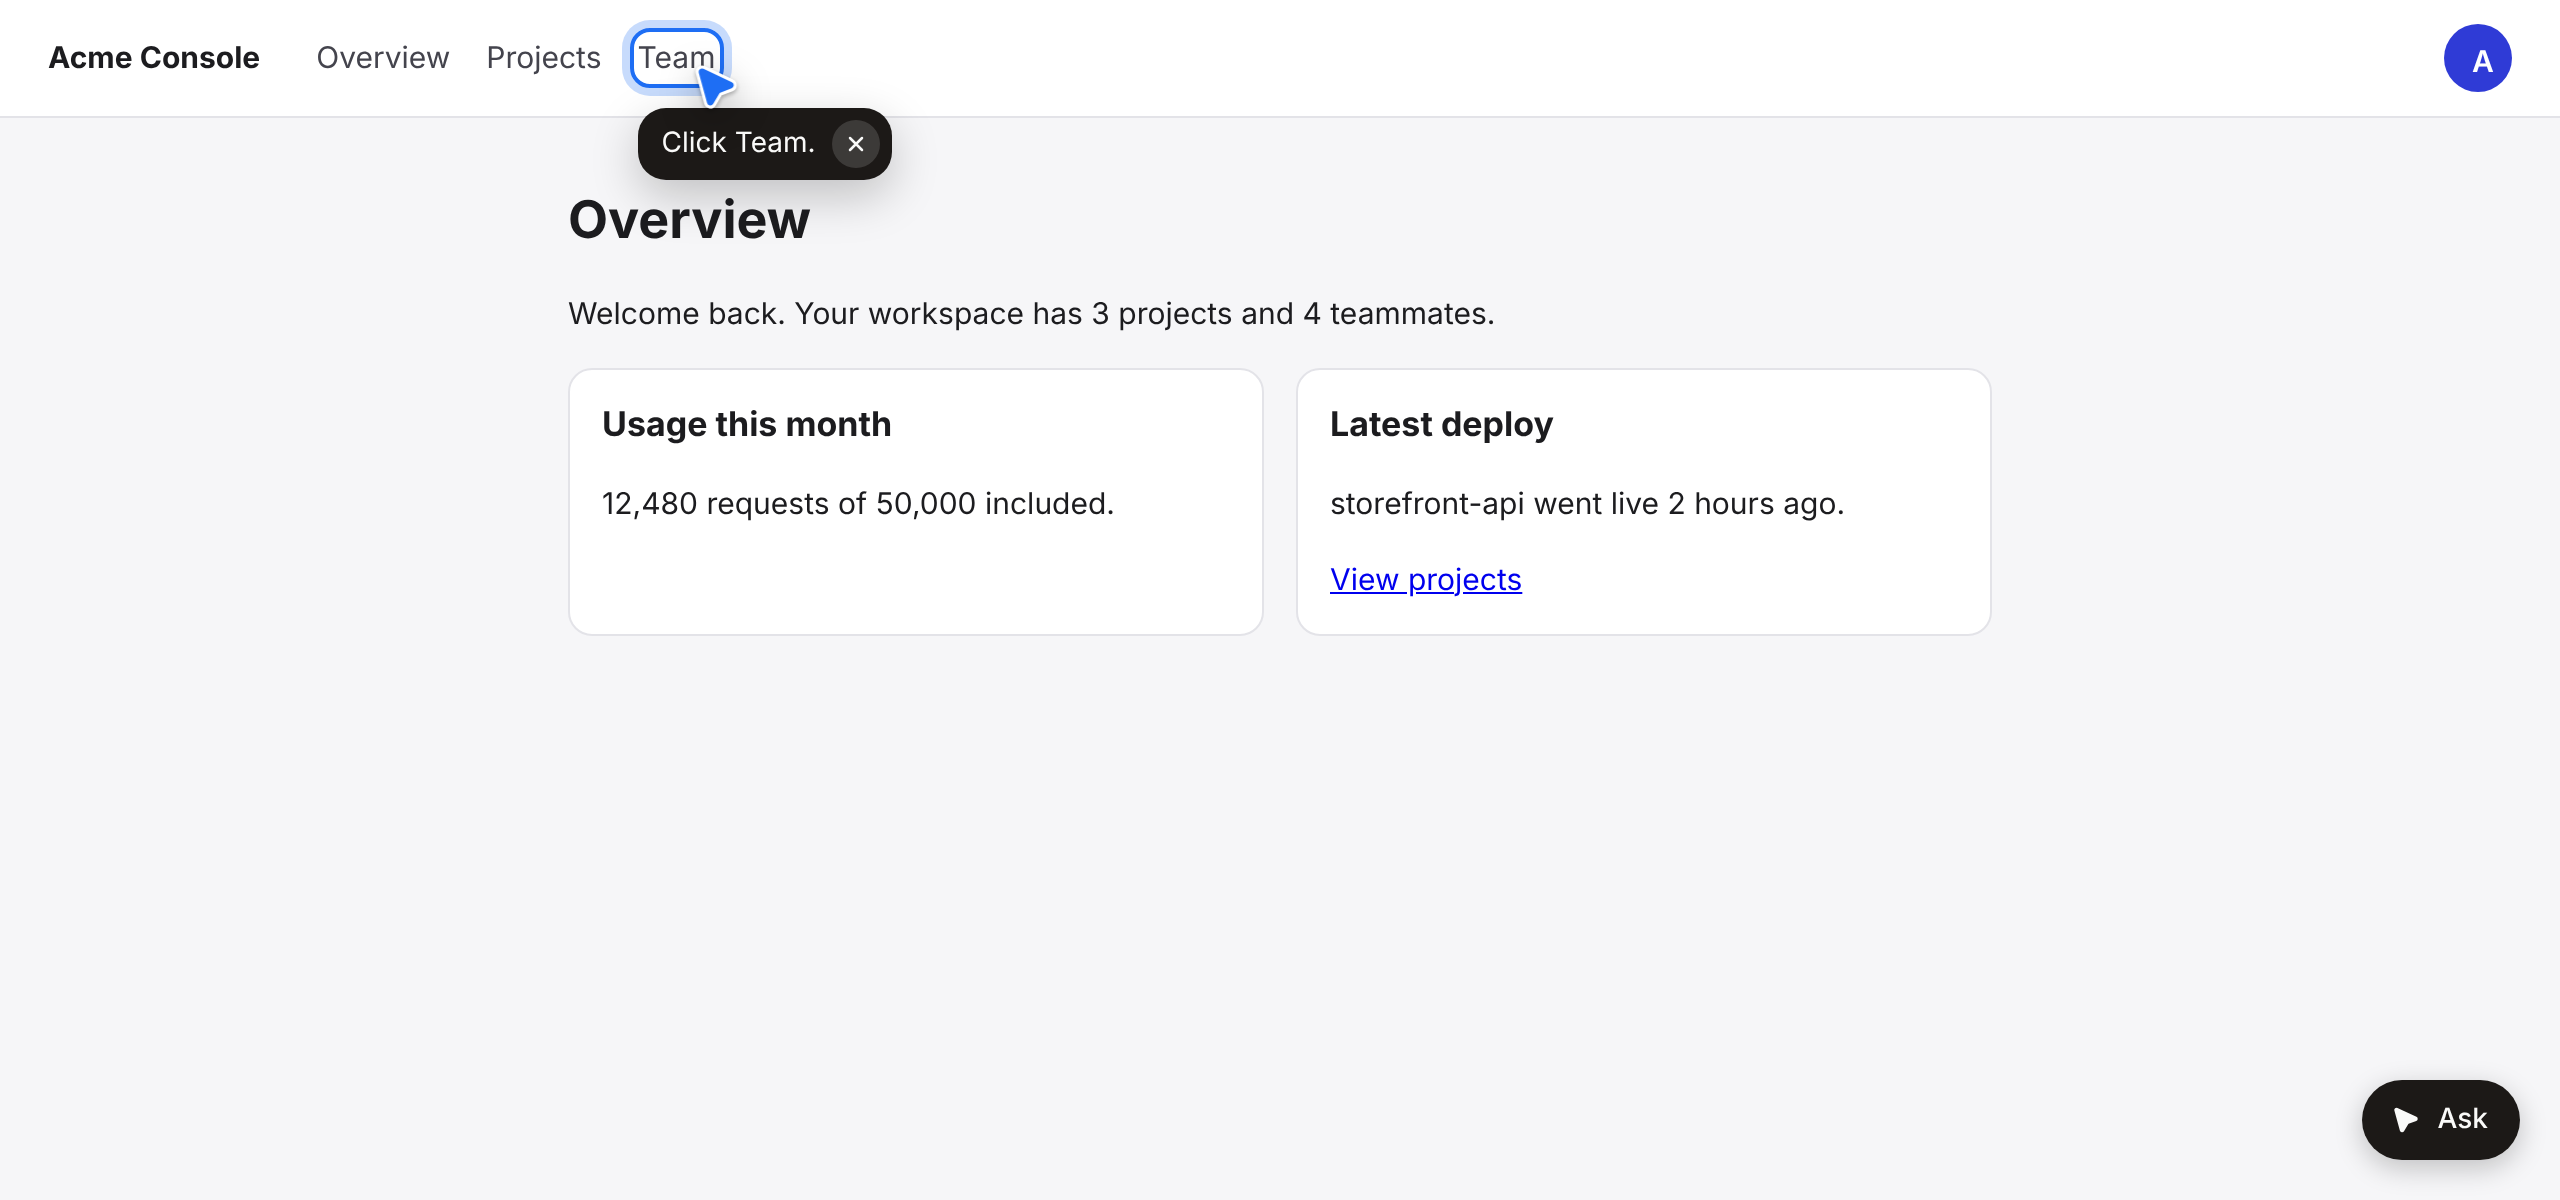 Acme Console
Overview
Projects
Team
A
Click Team.
Overview
Welcome back. Your workspace has 3 projects and 4 teammates.
Usage this month
12,480 requests of 50,000 included.
Latest deploy
storefront-api went live 2 hours ago.
View projects
Ask